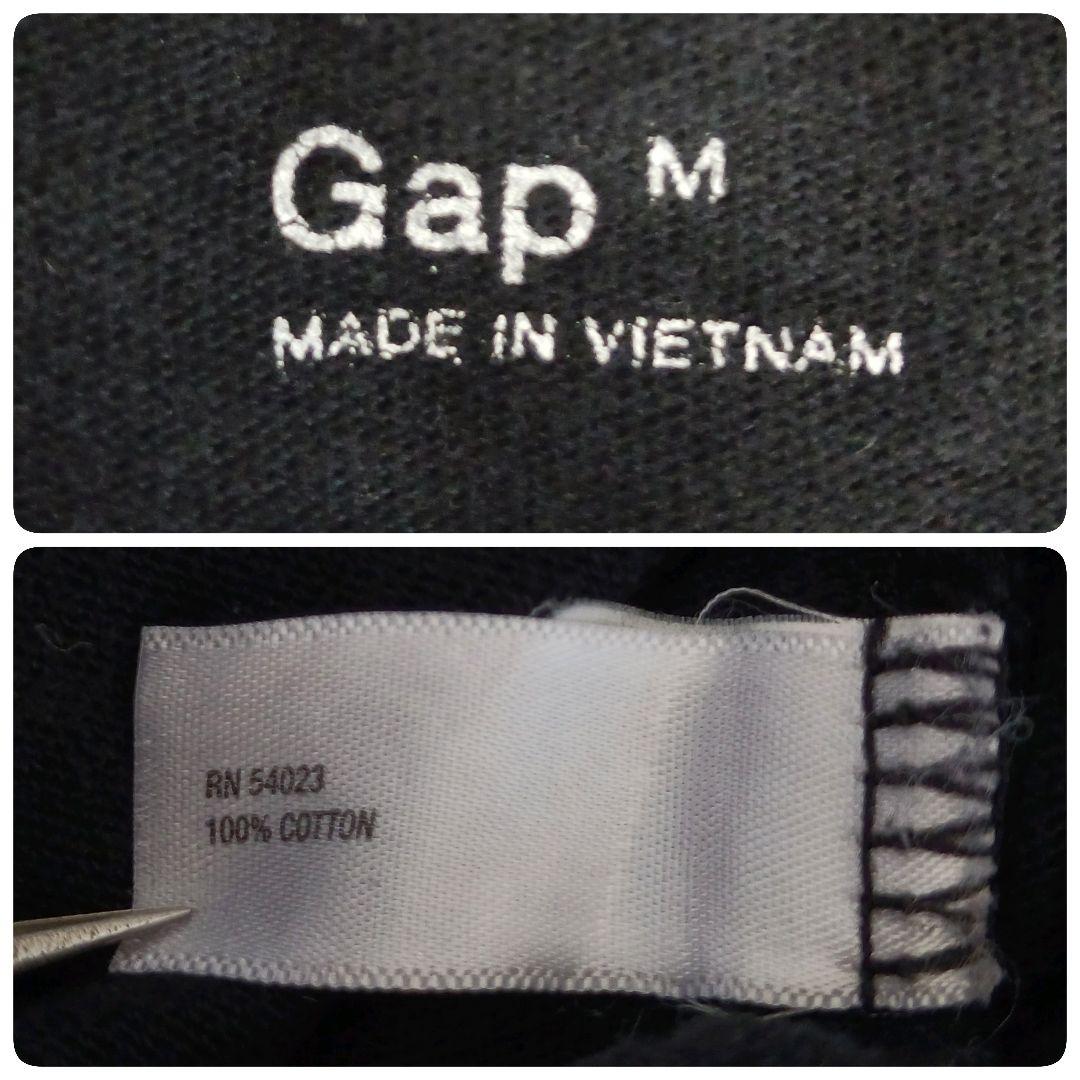 Gap M
MADE IN VIETNAM
RN 54023
100% COTTON